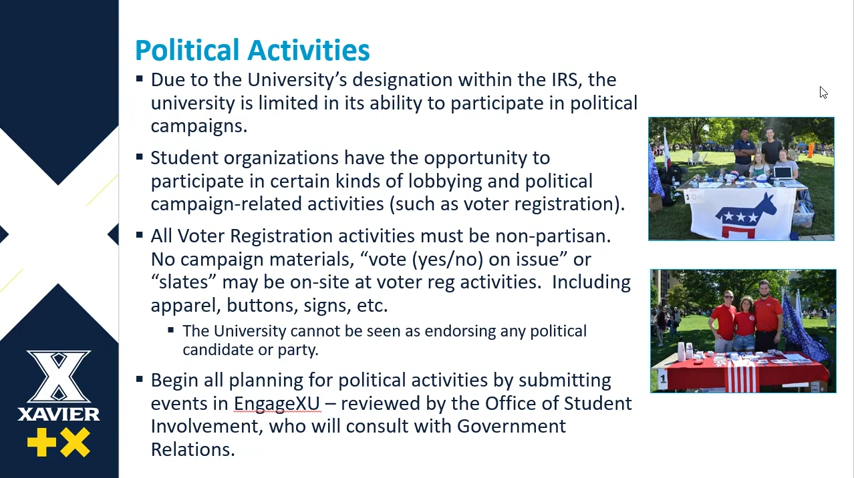 Political Activities
▪ Due to the University’s designation within the IRS, the
university is limited in its ability to participate in political
campaigns.
▪ Student organizations have the opportunity to
participate in certain kinds of lobbying and political
campaign-related activities (such as voter registration).
▪ All Voter Registration activities must be non-partisan.
No campaign materials, “vote (yes/no) on issue” or
“slates” may be on-site at voter reg activities.  Including
apparel, buttons, signs, etc.
▪ The University cannot be seen as endorsing any political
candidate or party.
▪ Begin all planning for political activities by submitting
events in EngageXU – reviewed by the Office of Student
Involvement, who will consult with Government
Relations.
X
XAVIER
1